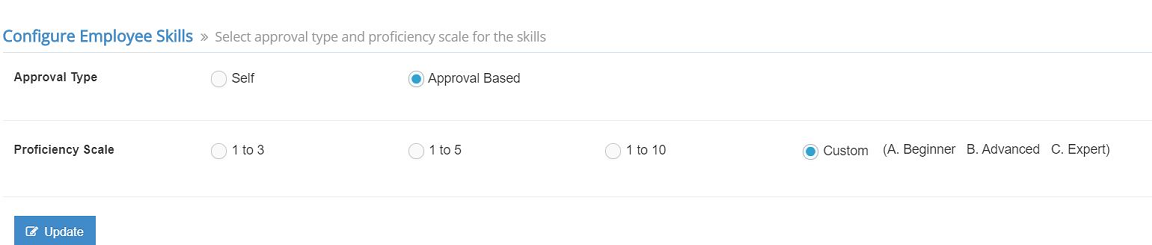 Configure Employee Skills » Select approval type and proficiency scale for the skills
Approval Type Self Approval Based
Proficiency Scale 1 to 3 1 to 5 1 to 10 Custom (A. Beginner B. Advanced C. Expert)
Update